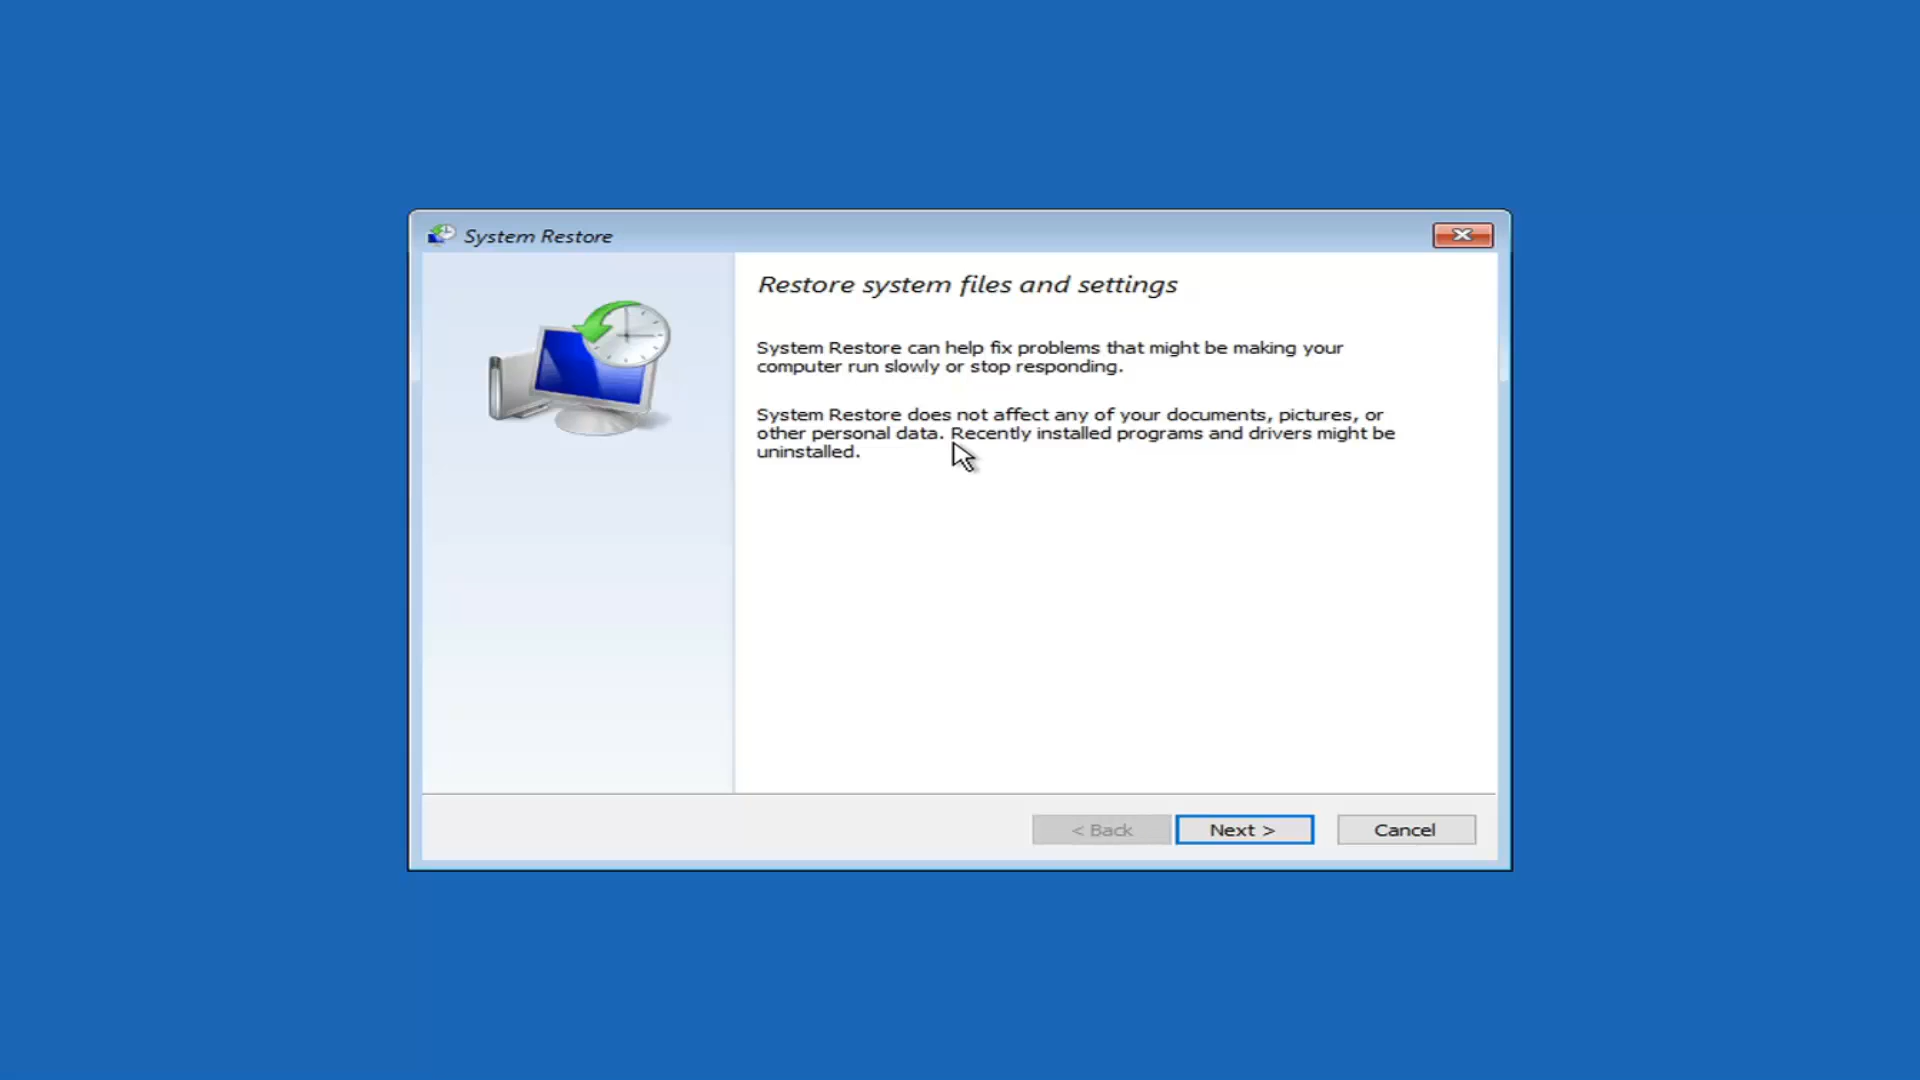 System Restore
Restore system files and settings
System Restore can help fix problems that might be making your
computer run slowly or stop responding.
System Restore does not affect any of your documents, pictures, or
other personal data. Recently installed programs and drivers might be
uninstalled.
< Back
Next >
Cancel